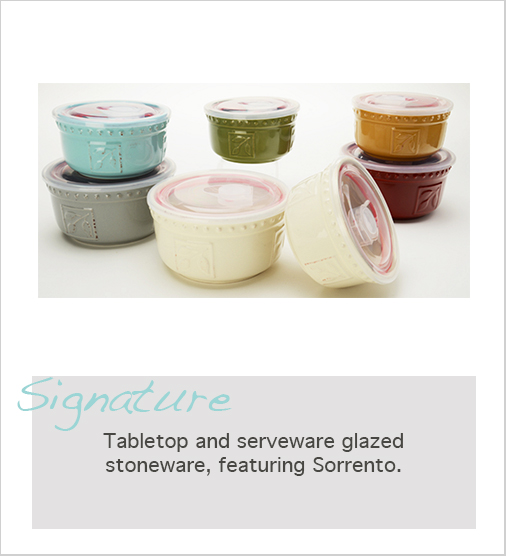 Signature
Tabletop and serveware glazed
stoneware, featuring Sorrento.